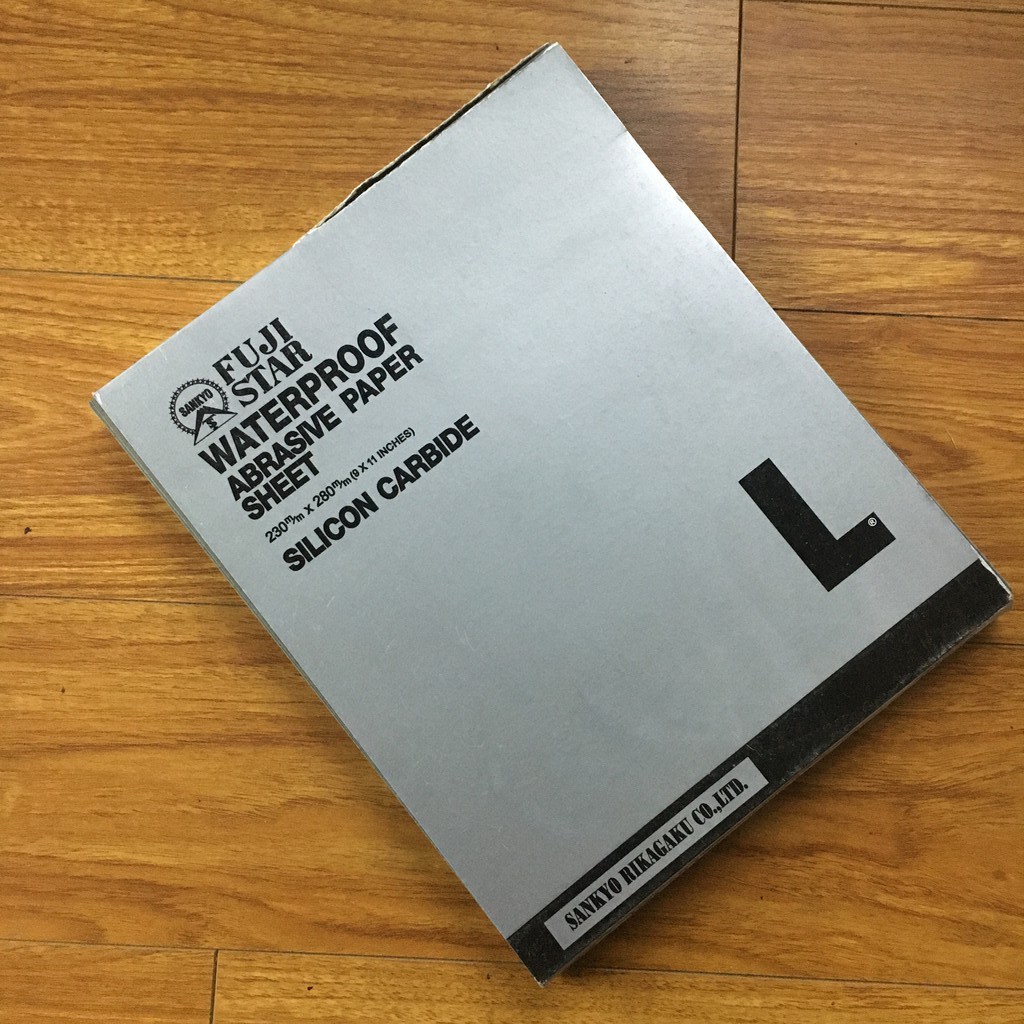 SANKYO
S
FUJI
STAR
WATERPROOF
ABRASIVE PAPER
SHEET
230m/m X 280m/m (9 X 11 INCHES)
SILICON CARBIDE
L®
SANKYO RIKAGAKU CO.,LTD.